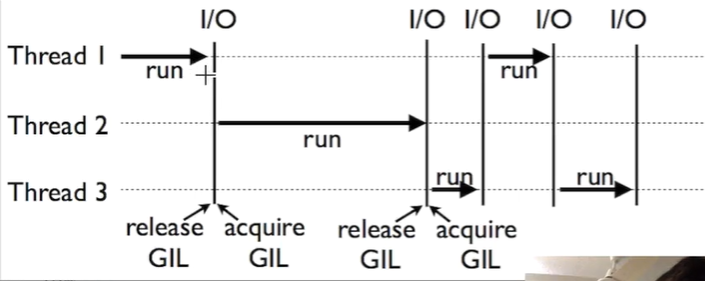 I/O I/O I/O I/O I/O
Thread 1
run
run
Thread 2
run
run
run
Thread 3
release acquire release acquire
GIL GIL GIL GIL